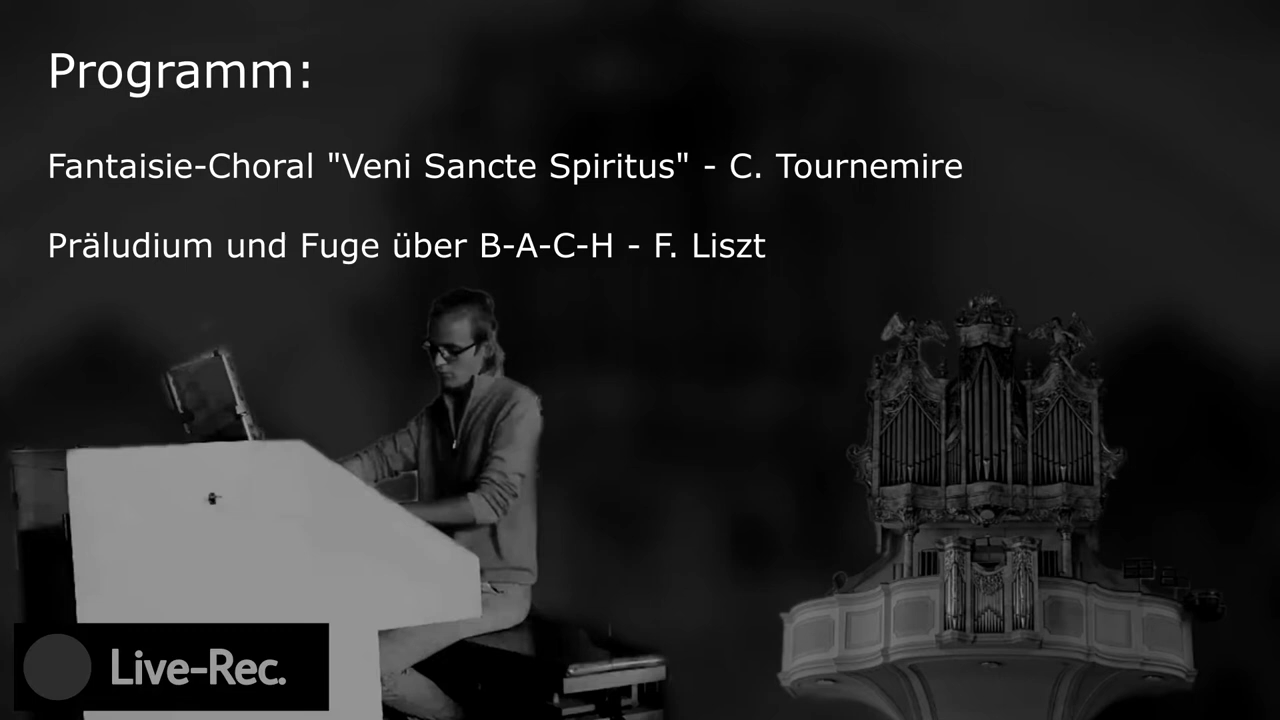 Programm:
Fantaisie-Choral "Veni Sancte Spiritus" - C. Tournemire
Präludium und Fuge über B-A-C-H - F. Liszt
Live-Rec.